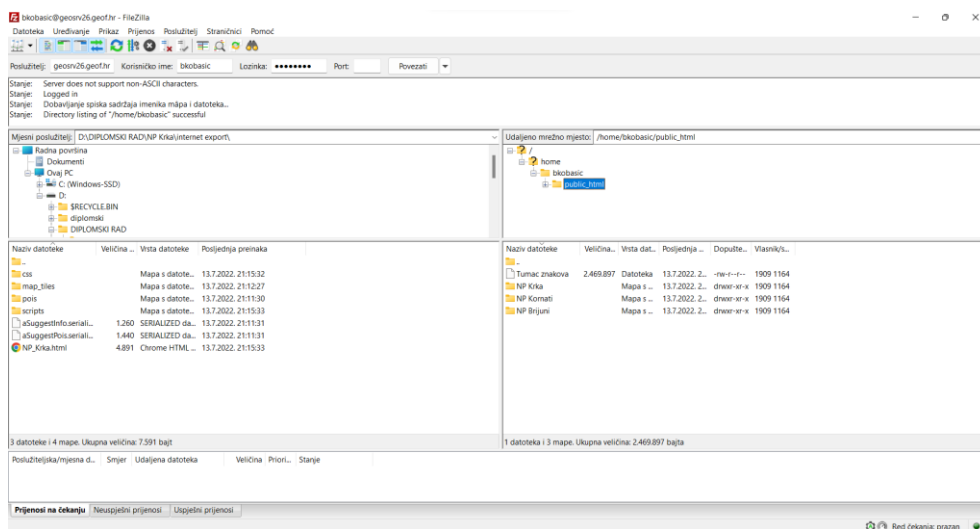 bkobasic@geosrv26.geof.hr - FileZilla
Datoteka Uređivanje Prikaz Prijenos Poslužitelj Straničnici Pomoć
Poslužitelj: geosrv26.geof.hr Korisničko ime: bkobasic Lozinka: ●●●●●●●● Port: Povezati
Stanje: Server does not support non-ASCII characters.
Stanje: Logged in
Stanje: Dobavljanje spiska sadržaja imenika mâpa i datoteka...
Stanje: Directory listing of "/home/bkobasic" successful
Mjesni poslužitelj: D:\DIPLOMSKI RAD\NP Krka\internet export\
Radna površina
Dokumenti
Ovaj PC
C: (Windows-SSD)
D:
$RECYCLE.BIN
diplomski
DIPLOMSKI RAD
Udaljeno mrežno mjesto: /home/bkobasic/public_html
/
home
bkobasic
public_html
Naziv datoteke Veličina ... Vrsta datoteke Posljednja preinaka
..
css Mapa s datote... 13.7.2022. 21:15:32
map_tiles Mapa s datote... 13.7.2022. 21:12:27
pois Mapa s datote... 13.7.2022. 21:11:30
scripts Mapa s datote... 13.7.2022. 21:15:33
aSuggestInfo.seriali... 1.260 SERIALIZED da... 13.7.2022. 21:11:31
aSuggestPois.seriali... 1.440 SERIALIZED da... 13.7.2022. 21:11:31
NP_Krka.html 4.891 Chrome HTML ... 13.7.2022. 21:15:33
3 datoteke i 4 mape. Ukupna veličina: 7.591 bajt
Naziv datoteke Veličina... Vrsta dat... Posljednja ... Dopušte... Vlasnik/s...
..
Tumac znakova 2.469.897 Datoteka 13.7.2022. 2... -rw-r--r-- 1909 1164
NP Krka Mapa s ... 13.7.2022. 2... drwxr-xr-x 1909 1164
NP Kornati Mapa s ... 13.7.2022. 2... drwxr-xr-x 1909 1164
NP Brijuni Mapa s ... 13.7.2022. 2... drwxr-xr-x 1909 1164
1 datoteka i 3 mape. Ukupna veličina: 2.469.897 bajta
Poslužiteljska/mjesna d... Smjer Udaljena datoteka Veličina Priori... Stanje
Prijenosi na čekanju Neuspješni prijenosi Uspješni prijenosi
Red čekanja: prazan